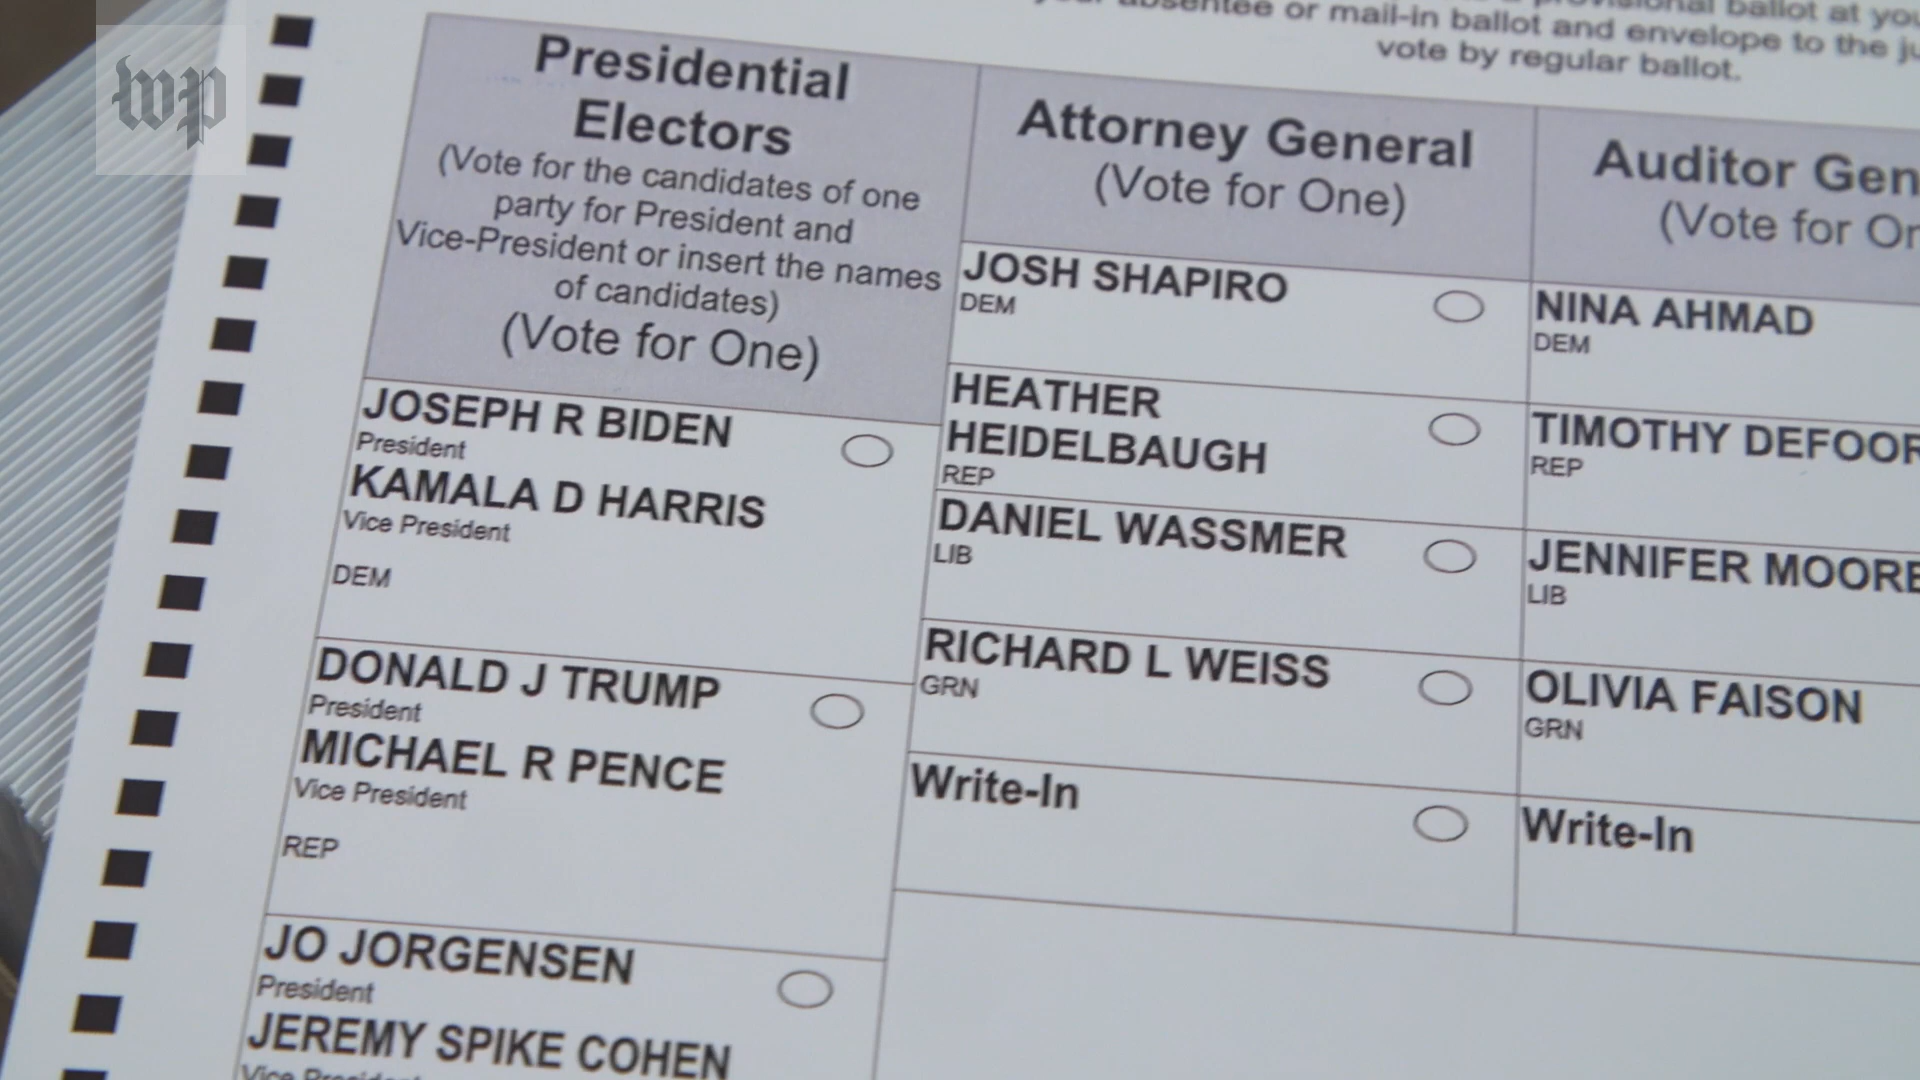 wp
provisional ballot at
absentee or mail-in ballot and envelope to the
vote by regular ballot.
Presidential
Electors
(Vote for the candidates of one
party for President and
Vice-President or insert the names
of candidates)
(Vote for One)
JOSEPH R BIDEN
President
KAMALA D HARRIS
Vice President
DEM
DONALD J TRUMP
President
MICHAEL R PENCE
Vice President
REP
JO JORGENSEN
President
JEREMY SPIKE COHEN
Vice President
Attorney General
(Vote for One)
JOSH SHAPIRO
DEM
HEATHER
HEIDELBAUGH
REP
DANIEL WASSMER
LIB
RICHARD L WEISS
GRN
Write-In
Auditor Gen
(Vote for Or
NINA AHMAD
DEM
TIMOTHY DEFOOR
REP
JENNIFER MOORE
LIB
OLIVIA FAISON
GRN
Write-In